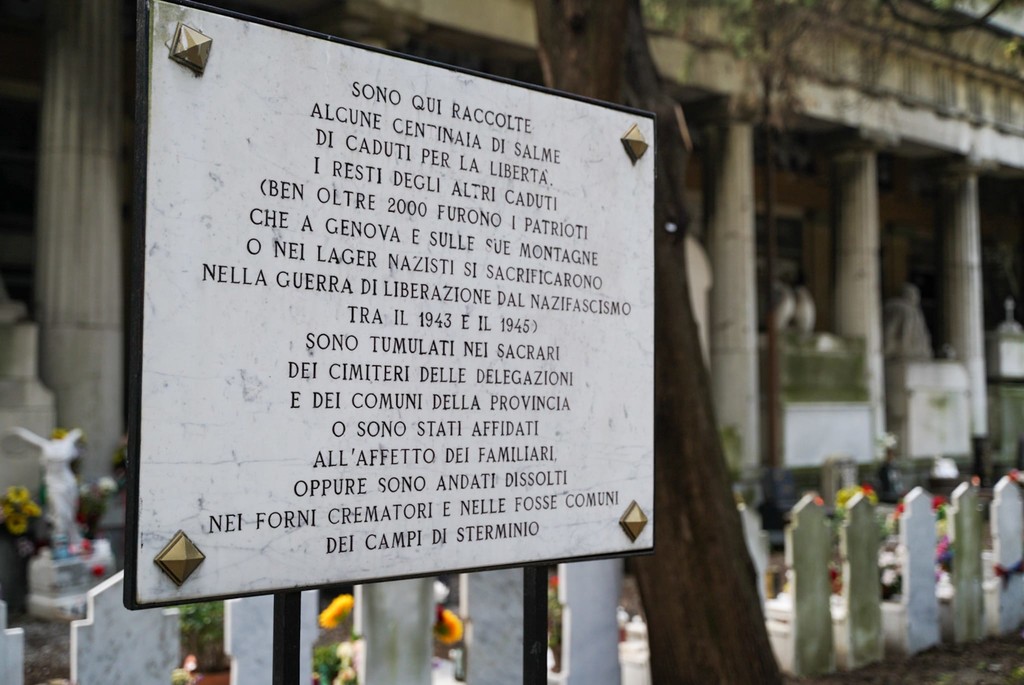 SONO QUI RACCOLTE
ALCUNE CENTINAIA DI SALME
DI CADUTI PER LA LIBERTÀ.
I RESTI DEGLI ALTRI CADUTI
(BEN OLTRE 2000 FURONO I PATRIOTI
CHE A GENOVA E SULLE SUE MONTAGNE
O NEI LAGER NAZISTI SI SACRIFICARONO
NELLA GUERRA DI LIBERAZIONE DAL NAZIFASCISMO
TRA IL 1943 E IL 1945)
SONO TUMULATI NEI SACRARI
DEI CIMITERI DELLE DELEGAZIONI
E DEI COMUNI DELLA PROVINCIA
O SONO STATI AFFIDATI
ALL'AFFETTO DEI FAMILIARI,
OPPURE SONO ANDATI DISSOLTI
NEI FORNI CREMATORI E NELLE FOSSE COMUNI
DEI CAMPI DI STERMINIO